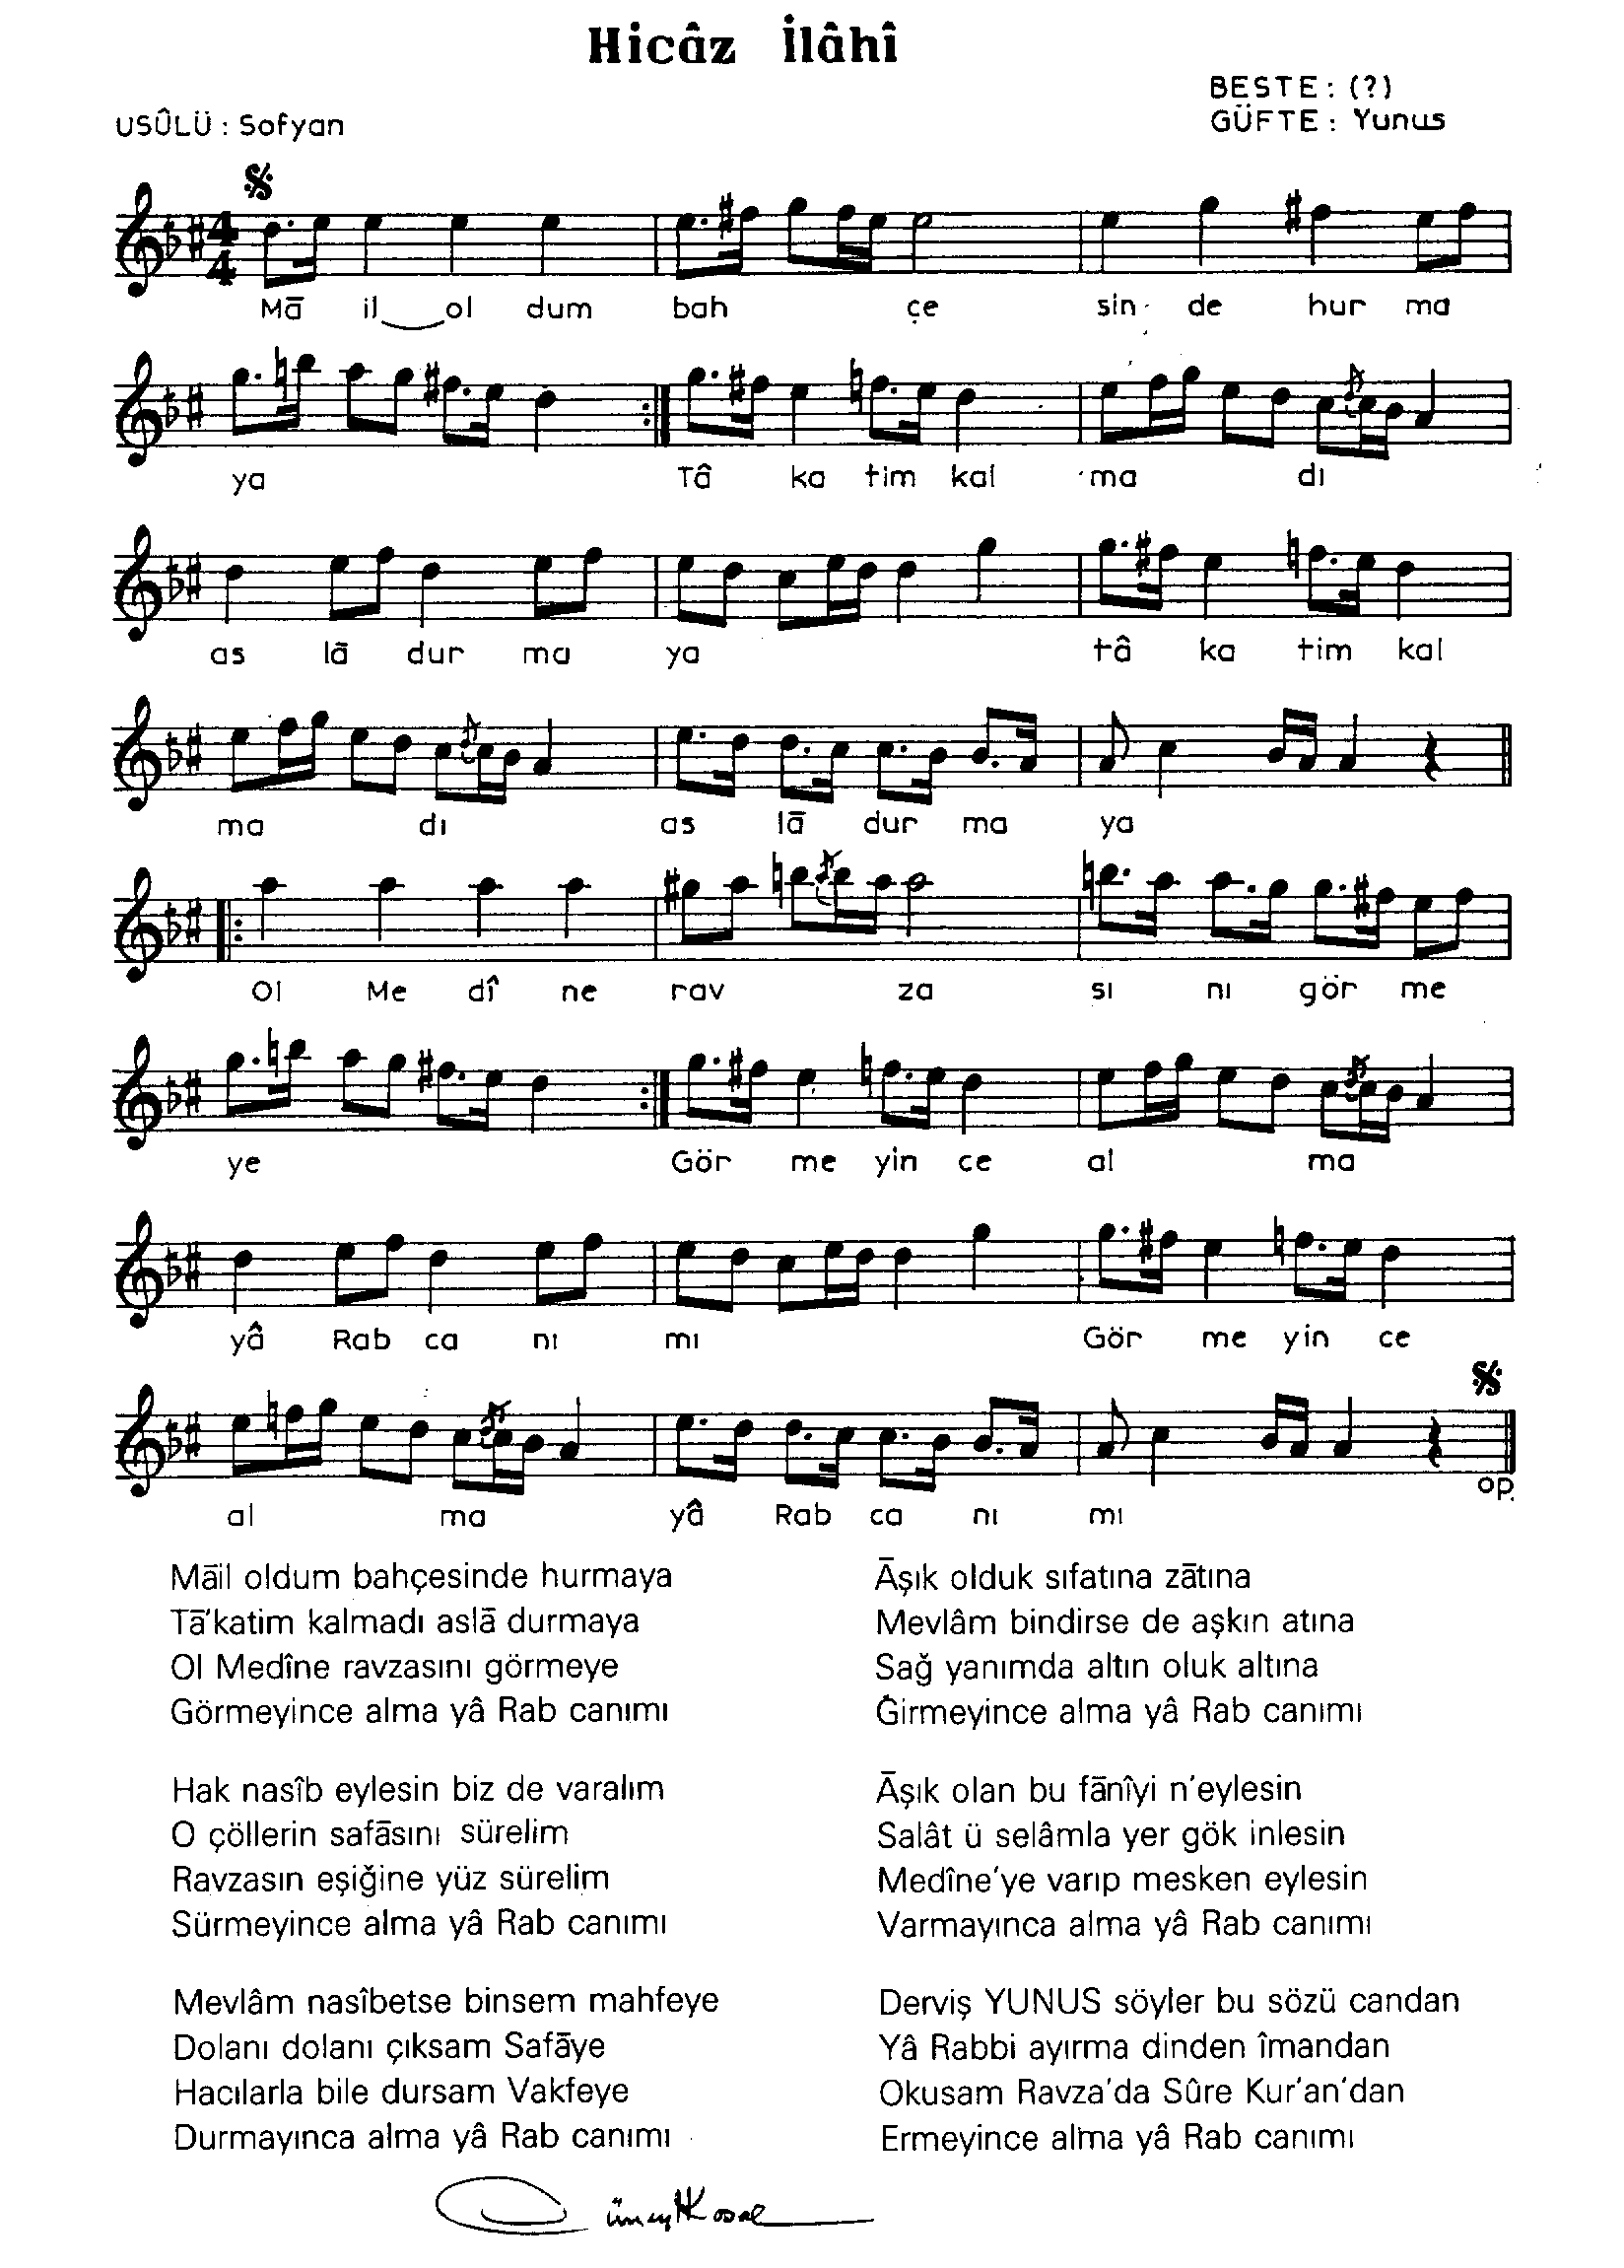 Hicâz İlâhî
BESTE : (?)
USÛLÜ : Sofyan
GÜFTE : Yunus
4
4
Mā il ol dum bah çe sin de hur ma
ya Tâ ka tim kal ma dı
as lā dur ma ya tâ ka tim kal
ma dı as lā dur ma ya
Ol Me dî ne rav za sı nı gör me
ye Gör me yin ce al ma
yâ Rab ca nı mı Gör me yin ce
op.
al ma yâ Rab ca nı mı
Māil oldum bahçesinde hurmaya
Tā'katim kalmadı aslā durmaya
Ol Medîne ravzasını görmeye
Görmeyince alma yâ Rab canımı
Hak nasîb eylesin biz de varalım
O çöllerin safāsını sürelim
Ravzasın eşiğine yüz sürelim
Sürmeyince alma yâ Rab canımı
Mevlâm nasîbetse binsem mahfeye
Dolanı dolanı çıksam Safāye
Hacılarla bile dursam Vakfeye
Durmayınca alma yâ Rab canımı
Āşık olduk sıfatına zātına
Mevlâm bindirse de aşkın atına
Sağ yanımda altın oluk altına
Girmeyince alma yâ Rab canımı
Āşık olan bu fānîyi n'eylesin
Salât ü selâmla yer gök inlesin
Medîne'ye varıp mesken eylesin
Varmayınca alma yâ Rab canımı
Derviş YUNUS söyler bu sözü candan
Yâ Rabbi ayırma dinden îmandan
Okusam Ravza'da Sûre Kur'an'dan
Ermeyince alma yâ Rab canımı
Cüneyt Kosal